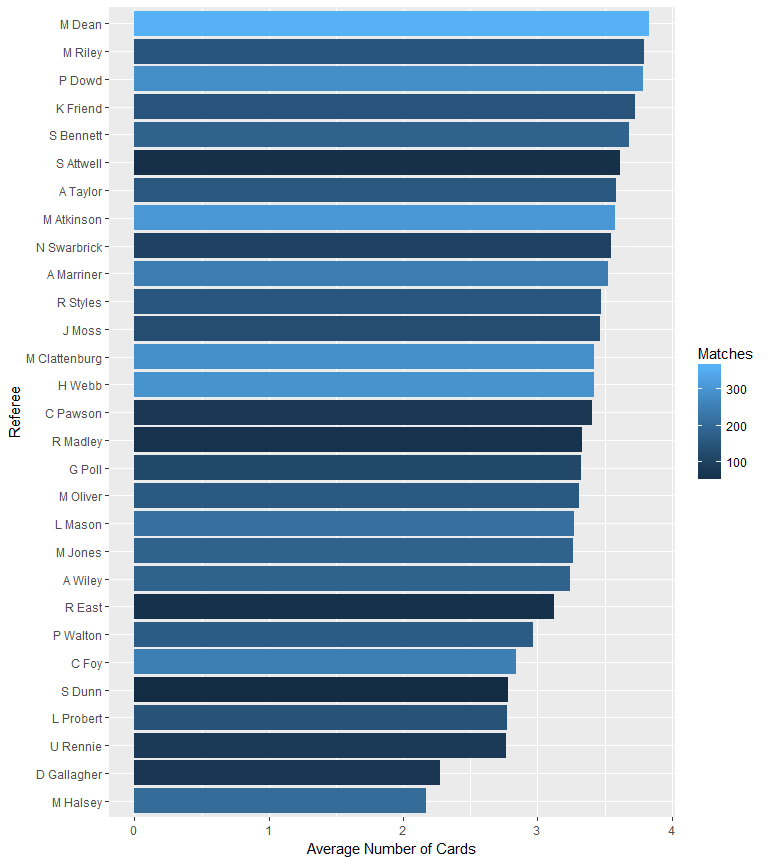 M Dean
M Riley
P Dowd
K Friend
S Bennett
S Attwell
A Taylor
M Atkinson
N Swarbrick
A Marriner
R Styles
J Moss
M Clattenburg
H Webb
C Pawson
R Madley
G Poll
M Oliver
L Mason
M Jones
A Wiley
R East
P Walton
C Foy
S Dunn
L Probert
U Rennie
D Gallagher
M Halsey
Referee
0 1 2 3 4
Average Number of Cards
Matches
300
200
100